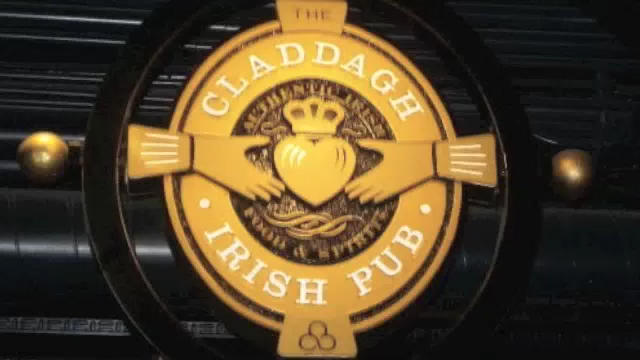 THE
CLADDAGH
AUTHENTIC IRISH
FOOD & SPIRITS
• IRISH PUB •